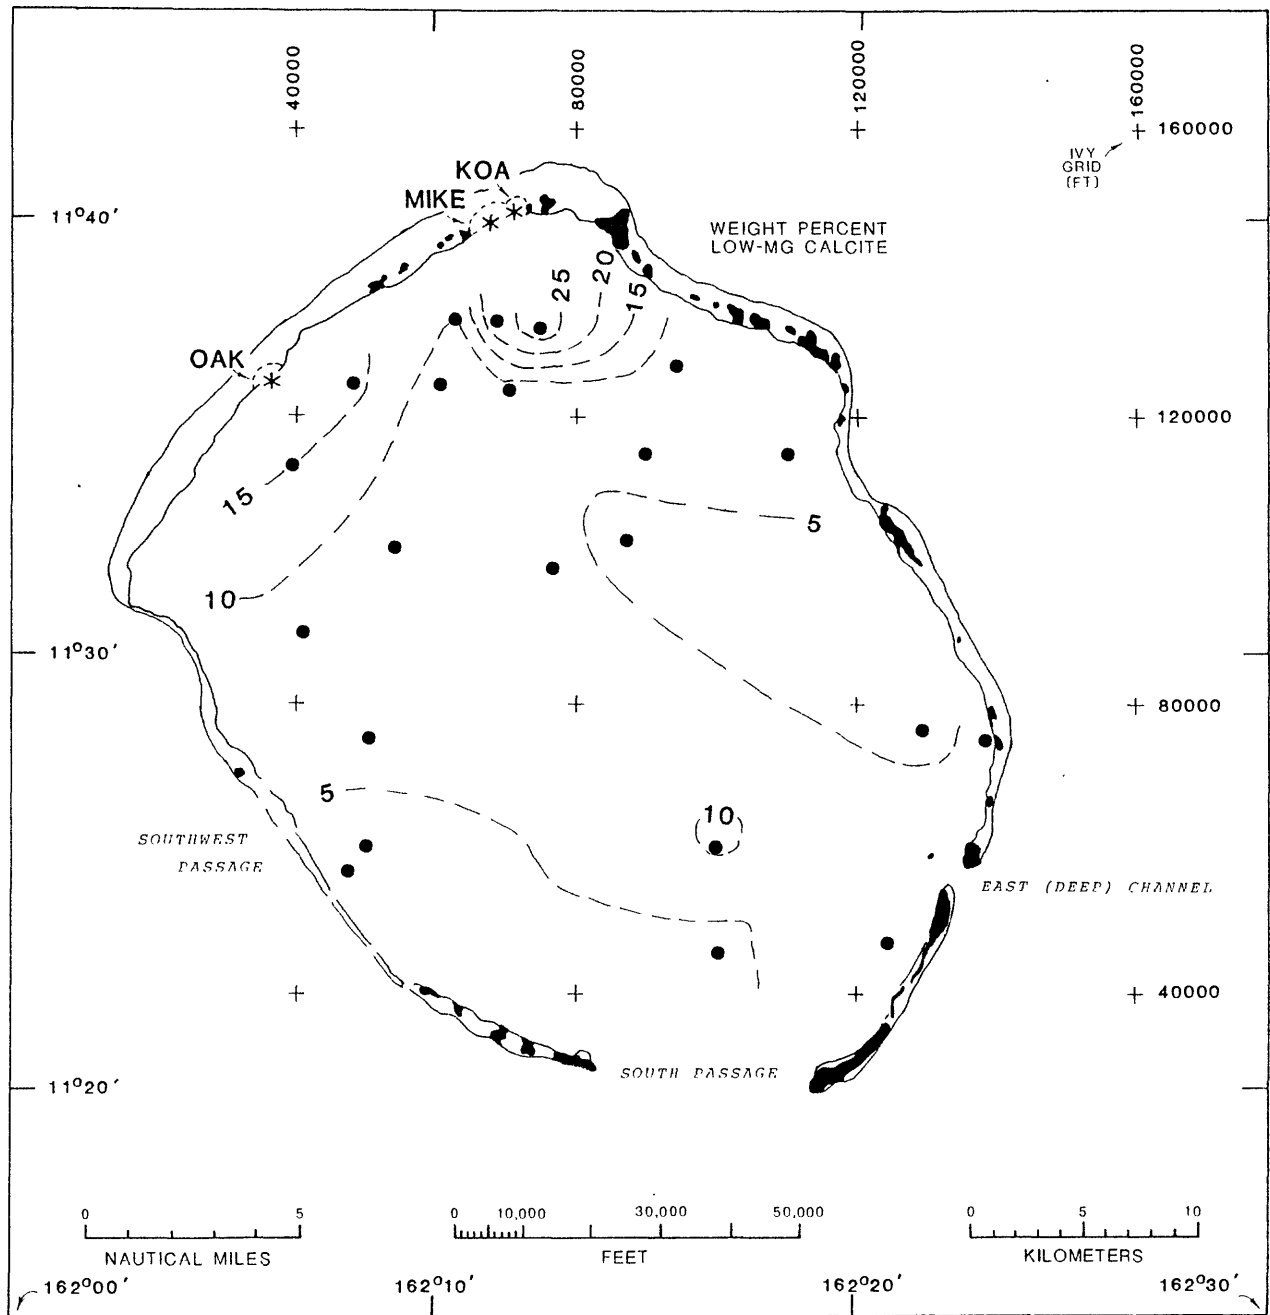 40000
80000
120000
160000
160000
IVY
GRID
(FT)
KOA
MIKE
11°40'
WEIGHT PERCENT
LOW-MG CALCITE
20
25
15
OAK
120000
15
5
10
11°30'
80000
5
10
SOUTHWEST
PASSAGE
EAST (DEEP) CHANNEL
40000
SOUTH PASSAGE
11°20'
0 5
NAUTICAL MILES
0 10,000 30,000 50,000
FEET
0 5 10
KILOMETERS
162°00' 162°10' 162°20' 162°30'